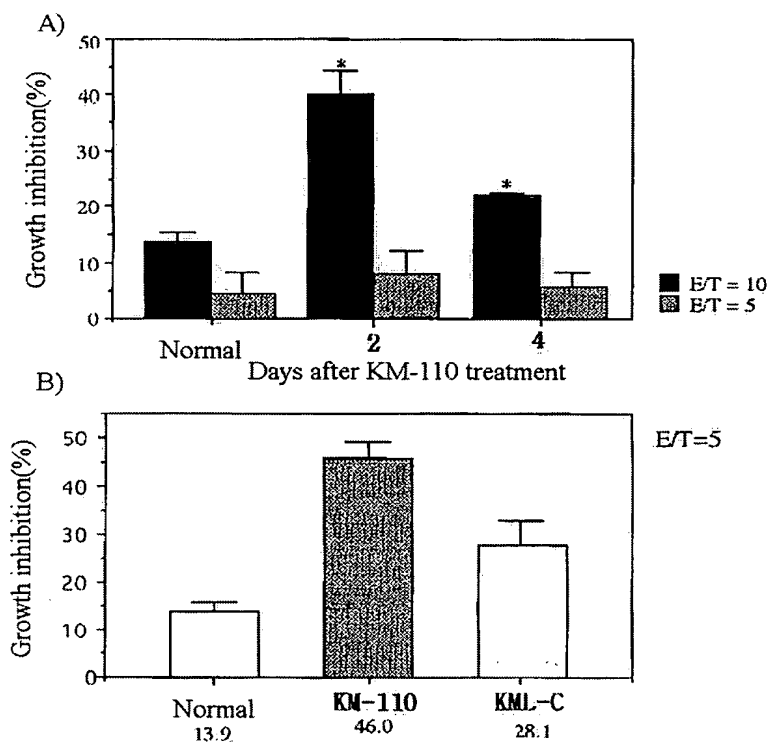 A)
Growth inhibition(%)
50
40
30
20
10
0
*
*
Normal
2
4
Days after KM-110 treatment
E/T = 10
E/T = 5
B)
Growth inhibition(%)
50
40
30
20
10
0
E/T=5
Normal
KM-110
KML-C
13.9
46.0
28.1